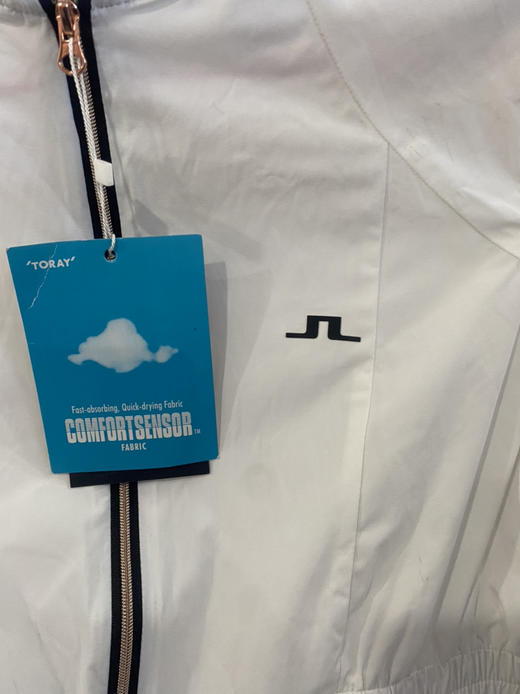 'TORAY'
Fast-absorbing, Quick-drying Fabric
COMFORTSENSOR™
FABRIC